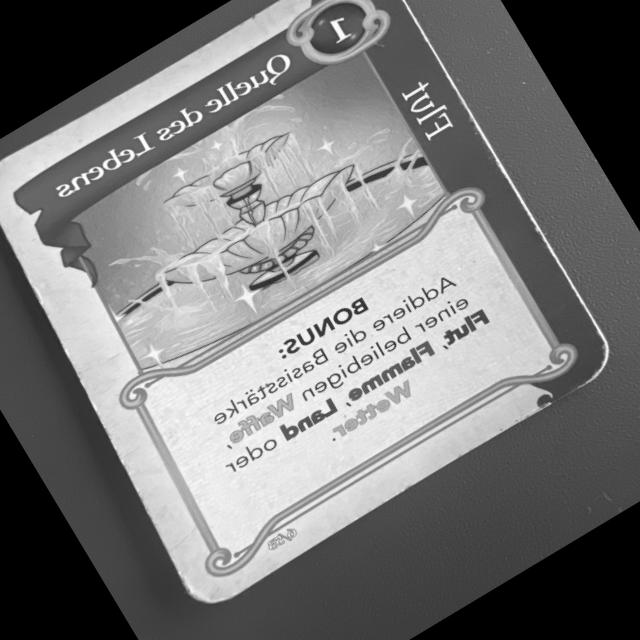 1
Quelle des Lebens
Flut
BONUS:
Addiere die Basisstärke
einer beliebigen Waffe,
Flut, Flamme, Land oder
Wetter.